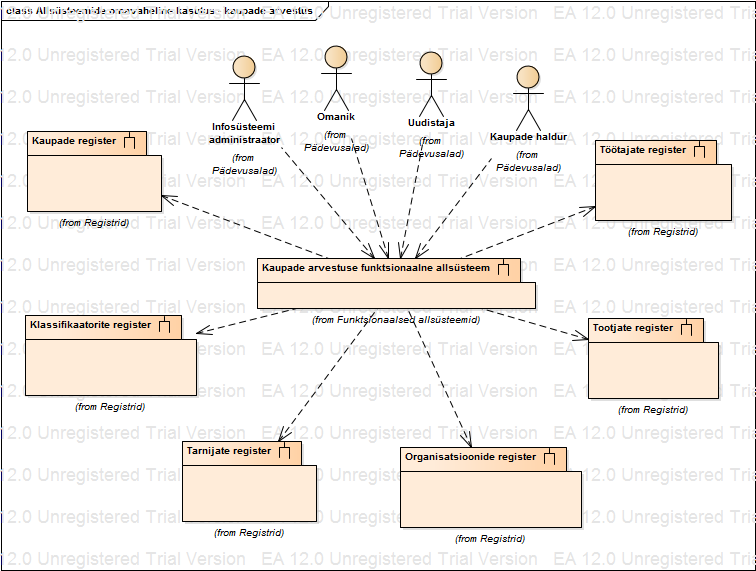 class Allsüsteemide omavaheline kasutus - kaupade arvestus
Infosüsteemi
administraator
(from
Pädevusalad)
Omanik
(from
Pädevusalad)
Uudistaja
(from
Pädevusalad)
Kaupade haldur
(from
Pädevusalad)
Kaupade register
(from Registrid)
Töötajate register
(from Registrid)
Kaupade arvestuse funktsionaalne allsüsteem
(from Funktsionaalsed allsüsteemid)
Klassifikaatorite register
(from Registrid)
Tootjate register
(from Registrid)
Tarnijate register
(from Registrid)
Organisatsioonide register
(from Registrid)
EA 12.0 Unregistered Trial Version